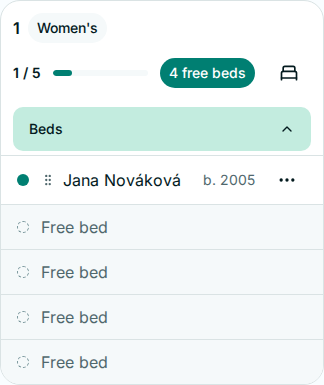 1 Women's
1 / 5 4 free beds
Beds
Jana Nováková b. 2005
Free bed
Free bed
Free bed
Free bed